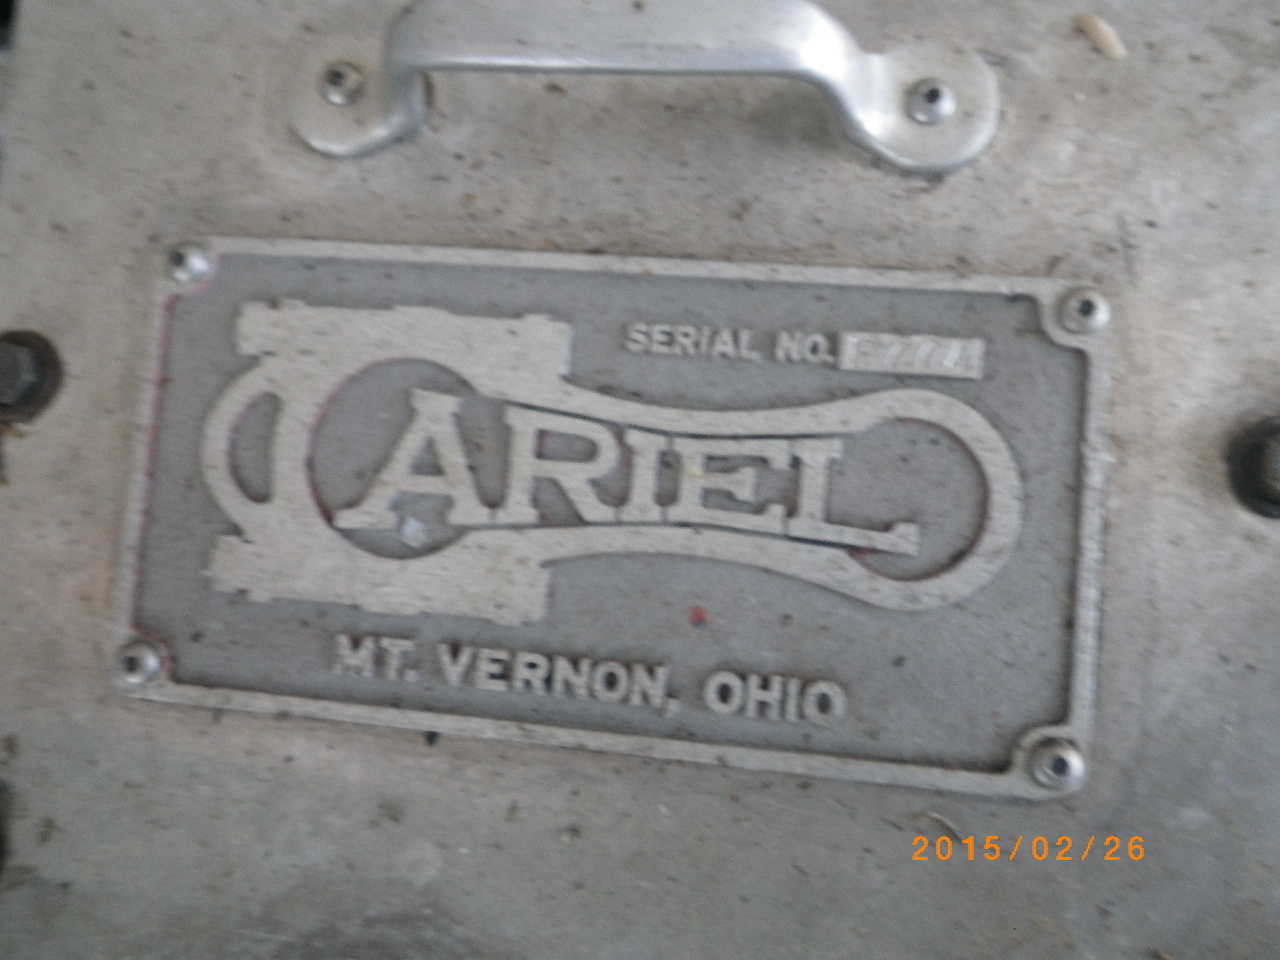 SERIAL NO.
ARIEL
MT. VERNON, OHIO
2015/02/26